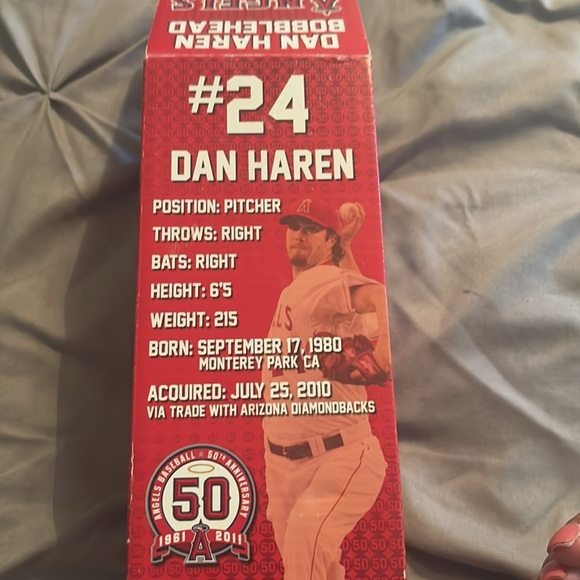 ANGELS
DAN HAREN
BOBBLEHEAD
#24
DAN HAREN
POSITION: PITCHER
THROWS: RIGHT
BATS: RIGHT
HEIGHT: 6'5
WEIGHT: 215
BORN: SEPTEMBER 17, 1980
MONTEREY PARK CA
ACQUIRED: JULY 25, 2010
VIA TRADE WITH ARIZONA DIAMONDBACKS
ANGELS BASEBALL ★ 50TH ANNIVERSARY
50
1961 A 2011